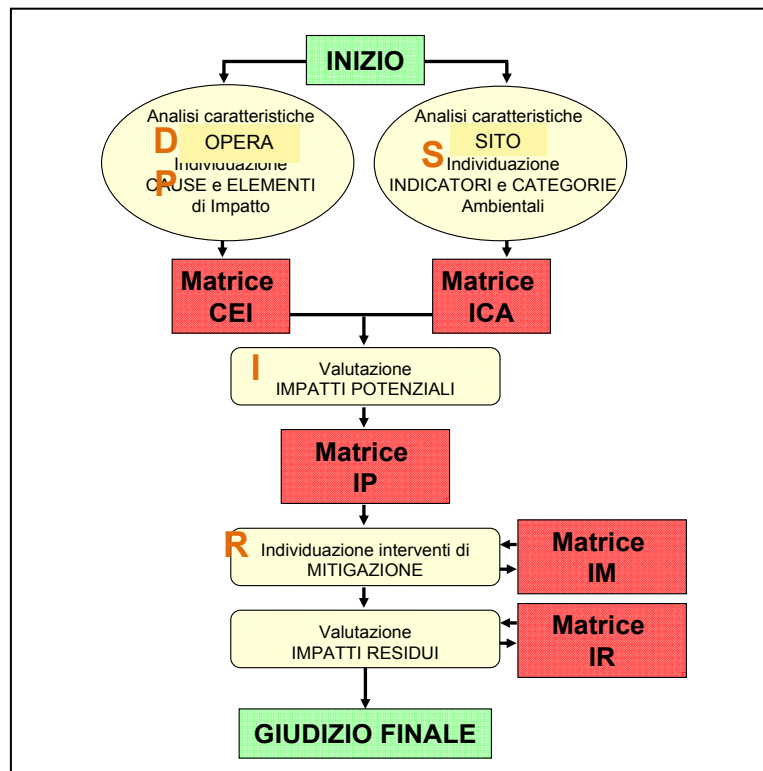 INIZIO
Analisi caratteristiche
D OPERA
Individuazione
P CAUSE e ELEMENTI
di Impatto
Analisi caratteristiche
SITO
S Individuazione
INDICATORI e CATEGORIE
Ambientali
Matrice
CEI
Matrice
ICA
I Valutazione
IMPATTI POTENZIALI
Matrice
IP
R Individuazione interventi di
MITIGAZIONE
Matrice
IM
Valutazione
IMPATTI RESIDUI
Matrice
IR
GIUDIZIO FINALE